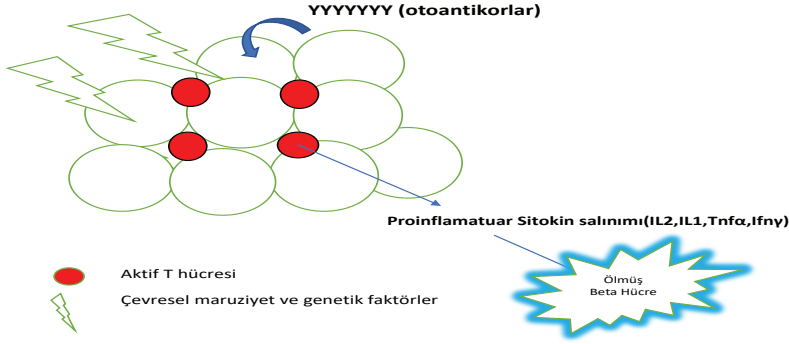 YYYYYYY (otoantikorlar)
Proinflamatuar Sitokin salınımı(IL2,IL1,Tnfα,Ifnγ)
Ölmüş
Beta Hücre
Aktif T hücresi
Çevresel maruziyet ve genetik faktörler